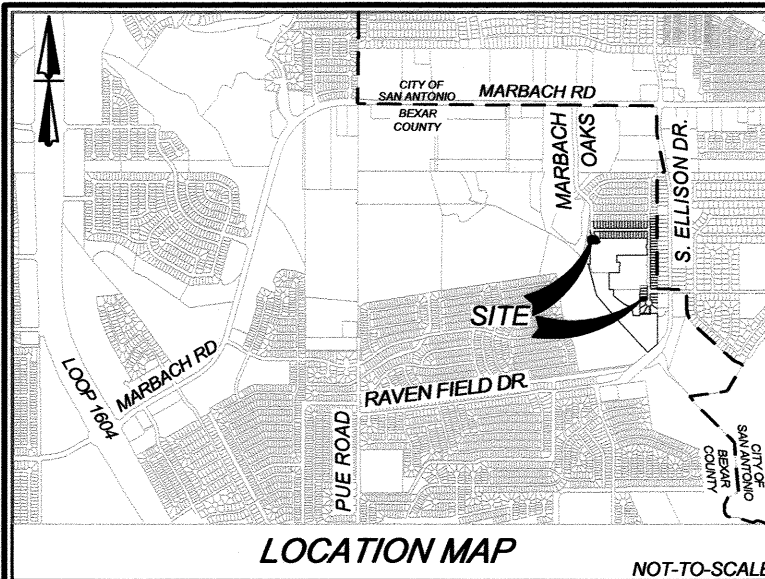 CITY OF
SAN ANTONIO
MARBACH RD
BEXAR
COUNTY
MARBACH
OAKS
S. ELLISON DR.
SITE
LOOP 1604
MARBACH RD
RAVEN FIELD DR.
PUE ROAD
CITY OF
SAN ANTONIO
BEXAR
COUNTY
LOCATION MAP
NOT-TO-SCALE